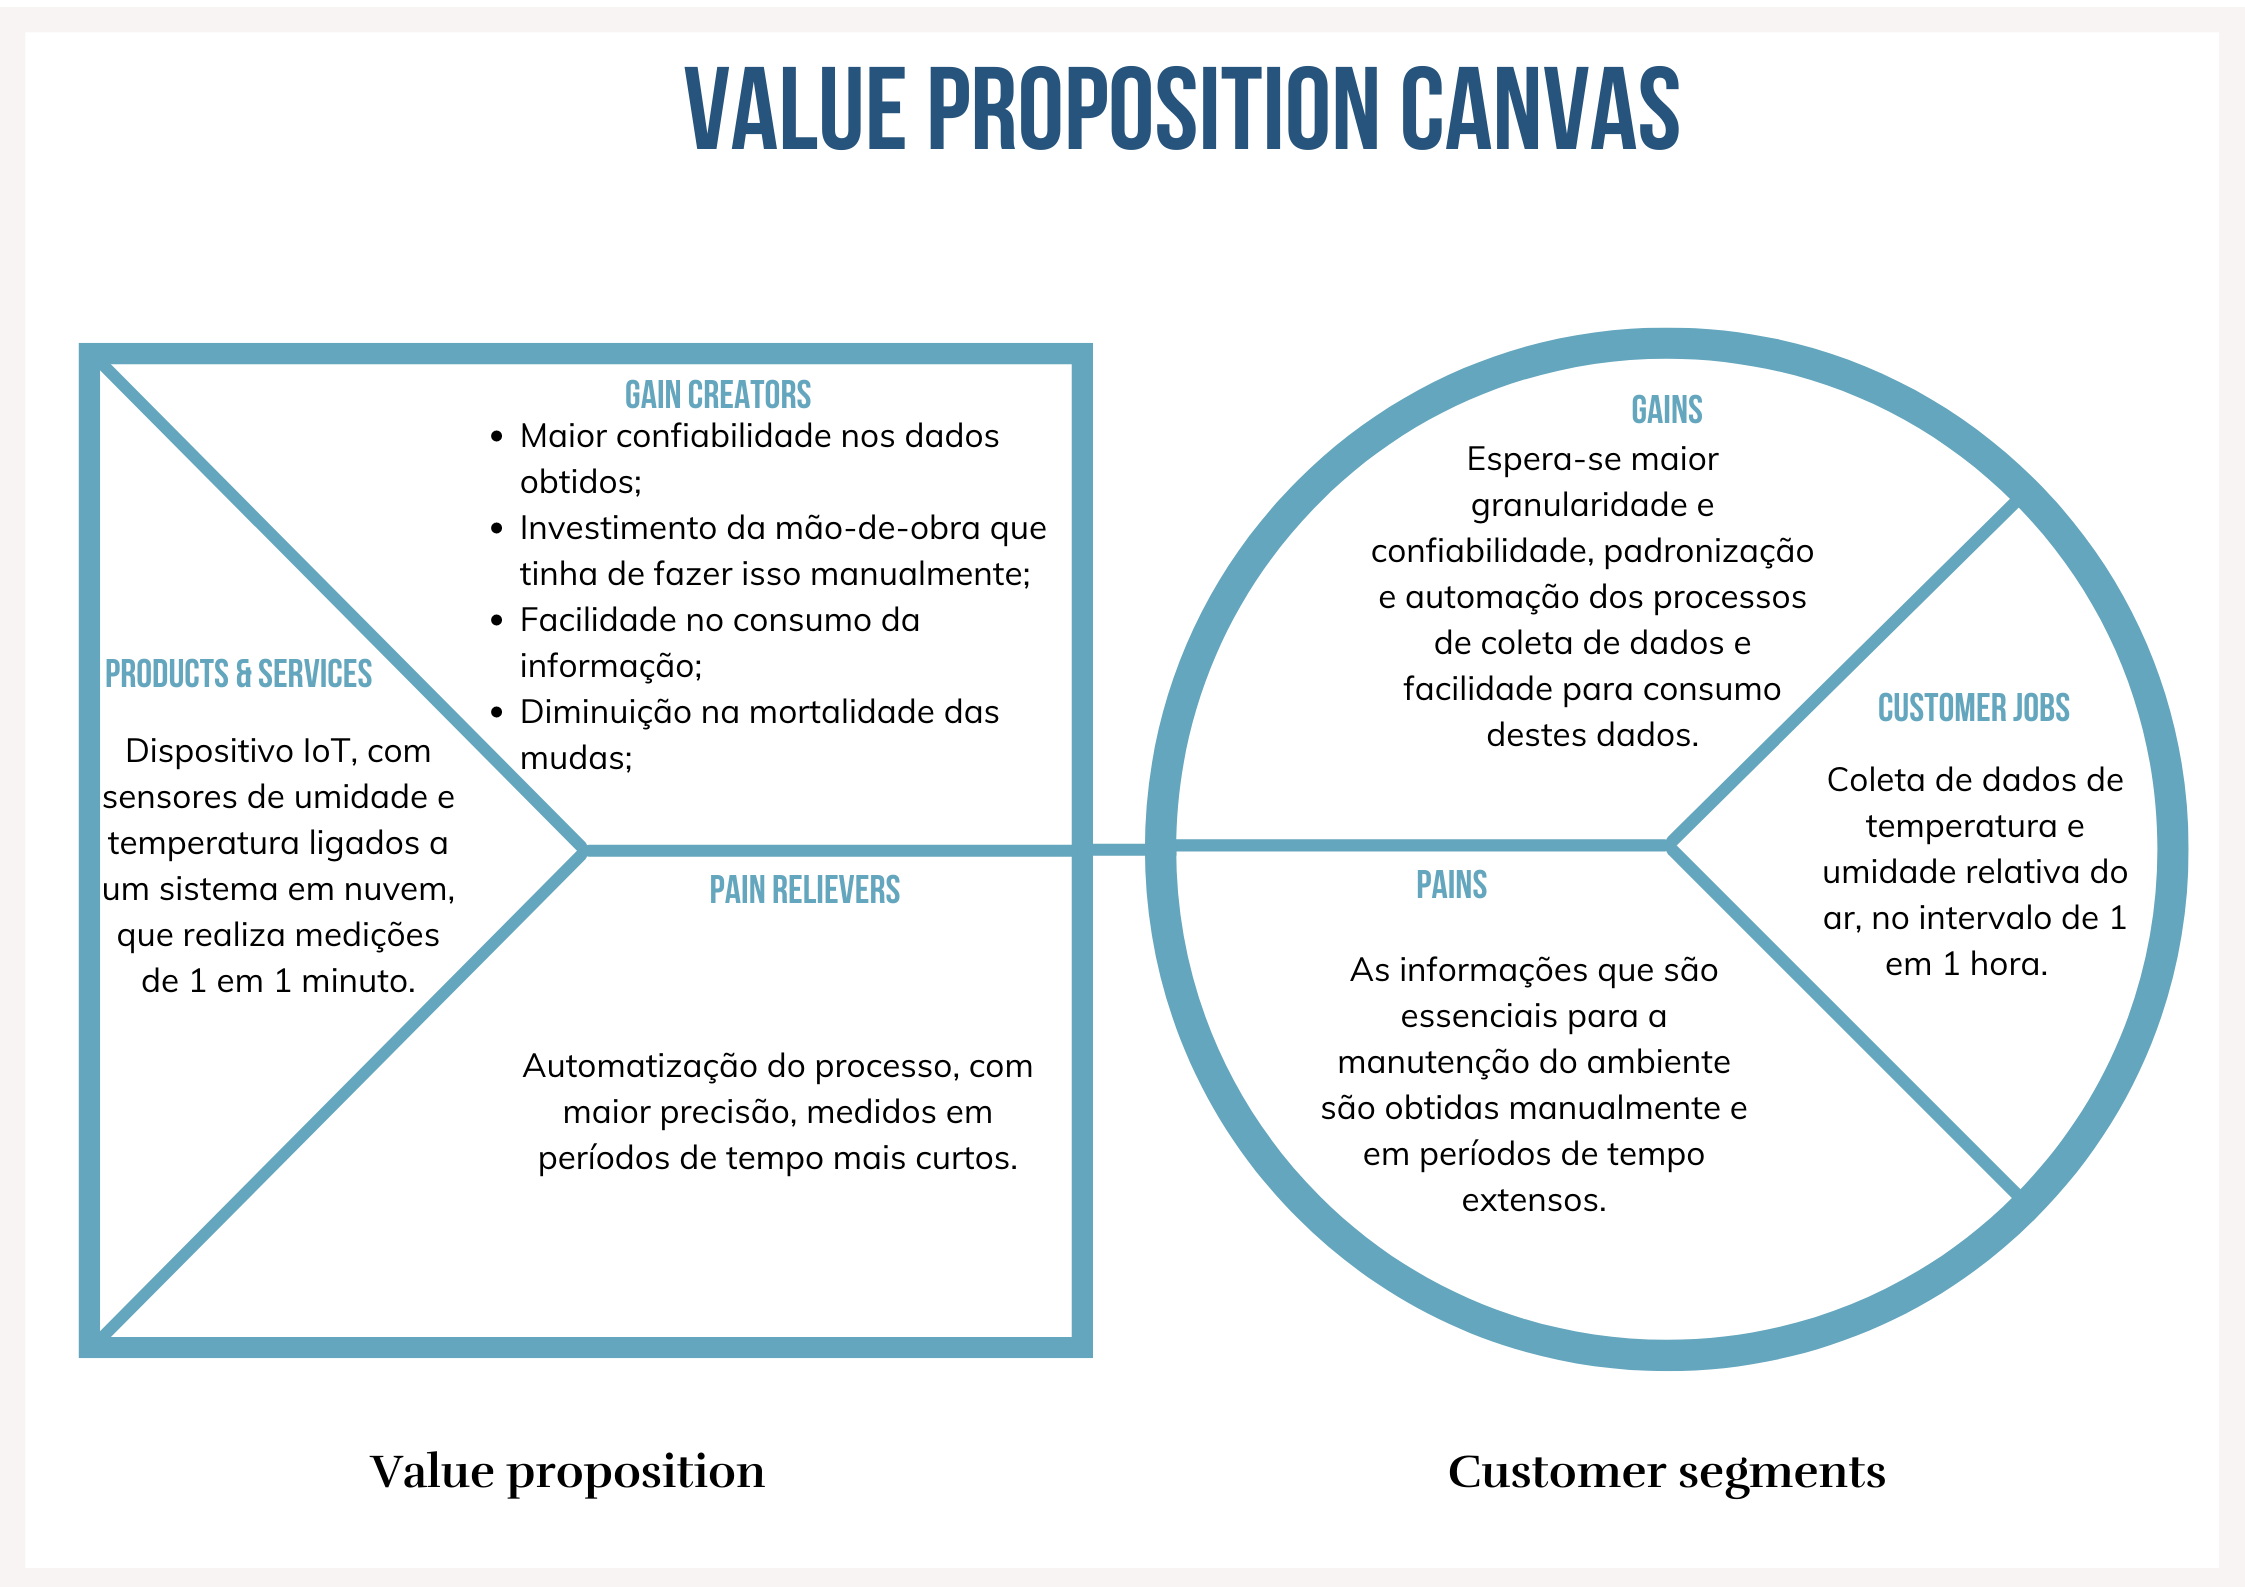 VALUE PROPOSITION CANVAS
GAIN CREATORS
• Maior confiabilidade nos dados
obtidos;
• Investimento da mão-de-obra que
tinha de fazer isso manualmente;
• Facilidade no consumo da
informação;
• Diminuição na mortalidade das
mudas;
PRODUCTS & SERVICES
Dispositivo IoT, com
sensores de umidade e
temperatura ligados a
um sistema em nuvem,
que realiza medições
de 1 em 1 minuto.
PAIN RELIEVERS
Automatização do processo, com
maior precisão, medidos em
períodos de tempo mais curtos.
GAINS
Espera-se maior
granularidade e
confiabilidade, padronização
e automação dos processos
de coleta de dados e
facilidade para consumo
destes dados.
CUSTOMER JOBS
Coleta de dados de
temperatura e
umidade relativa do
ar, no intervalo de 1
em 1 hora.
PAINS
As informações que são
essenciais para a
manutenção do ambiente
são obtidas manualmente e
em períodos de tempo
extensos.
Value proposition
Customer segments